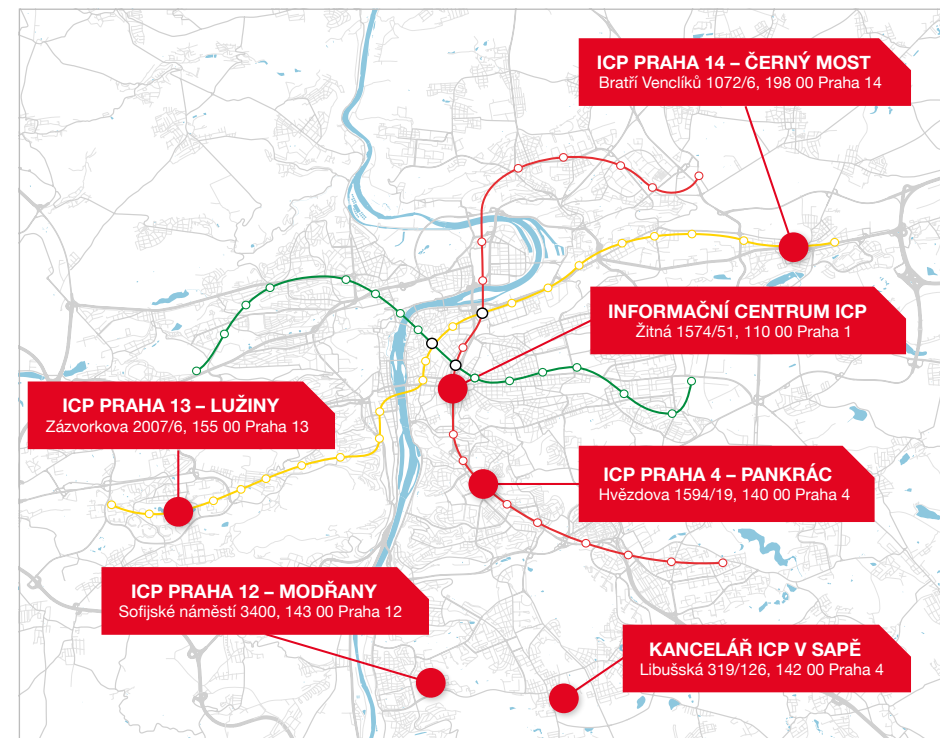 ICP PRAHA 14 – ČERNÝ MOST
Bratří Venclíků 1072/6, 198 00 Praha 14
INFORMAČNÍ CENTRUM ICP
Žitná 1574/51, 110 00 Praha 1
ICP PRAHA 13 – LUŽINY
Zázvorkova 2007/6, 155 00 Praha 13
ICP PRAHA 4 – PANKRÁC
Hvězdova 1594/19, 140 00 Praha 4
ICP PRAHA 12 – MODŘANY
Sofijské náměstí 3400, 143 00 Praha 12
KANCELÁŘ ICP V SAPĚ
Libušská 319/126, 142 00 Praha 4